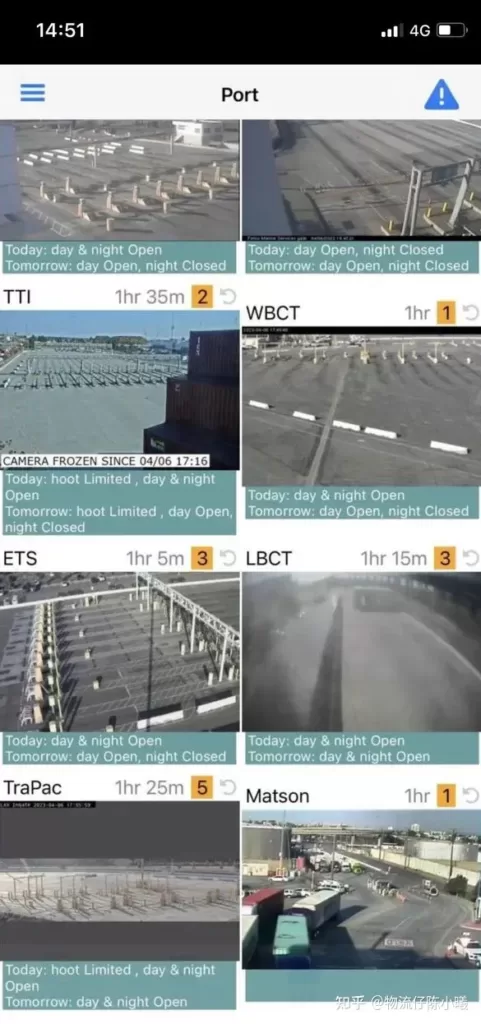 14:51
4G
Port
Today: day & night Open
Tomorrow: day Open, night Closed
Today: day Open, night Closed
Tomorrow: day Open, night Closed
TTI 1hr 35m 2
WBCT 1hr 1
CAMERA FROZEN SINCE 04/06 17:16
Today: hoot Limited , day & night
Open
Tomorrow: hoot Limited , day Open,
night Closed
Today: day & night Open
Tomorrow: day Open, night Closed
ETS 1hr 5m 3
LBCT 1hr 15m 3
Today: day & night Open
Tomorrow: day Open, night Closed
Today: day & night Open
Tomorrow: day & night Open
TraPac 1hr 25m 5
Matson 1hr 1
Today: hoot Limited , day & night
Open
Tomorrow: day & night Open
知乎 @物流仔陈小曦